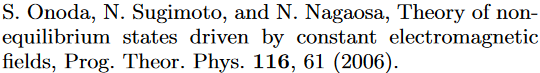 S. Onoda, N. Sugimoto, and N. Nagaosa, Theory of non-
equilibrium states driven by constant electromagnetic
fields, Prog. Theor. Phys. 116, 61 (2006).